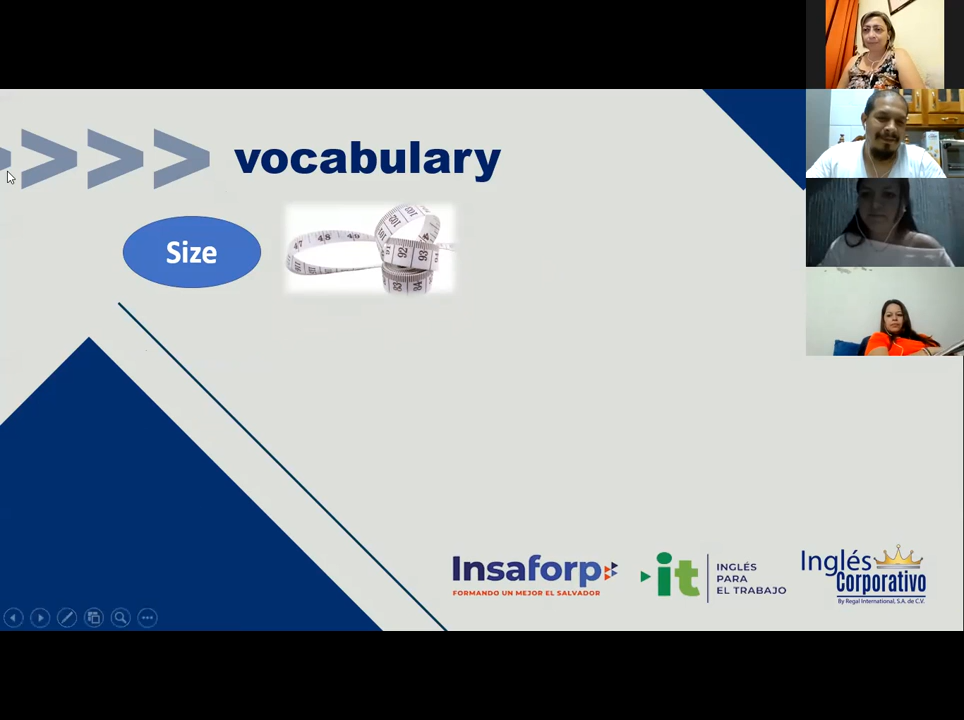 >>>> vocabulary
Size
Insaforp
FORMANDO UN MEJOR EL SALVADOR
it
INGLÉS
PARA
EL TRABAJO
Inglés
Corporativo
By Regal International, S.A. de C.V.